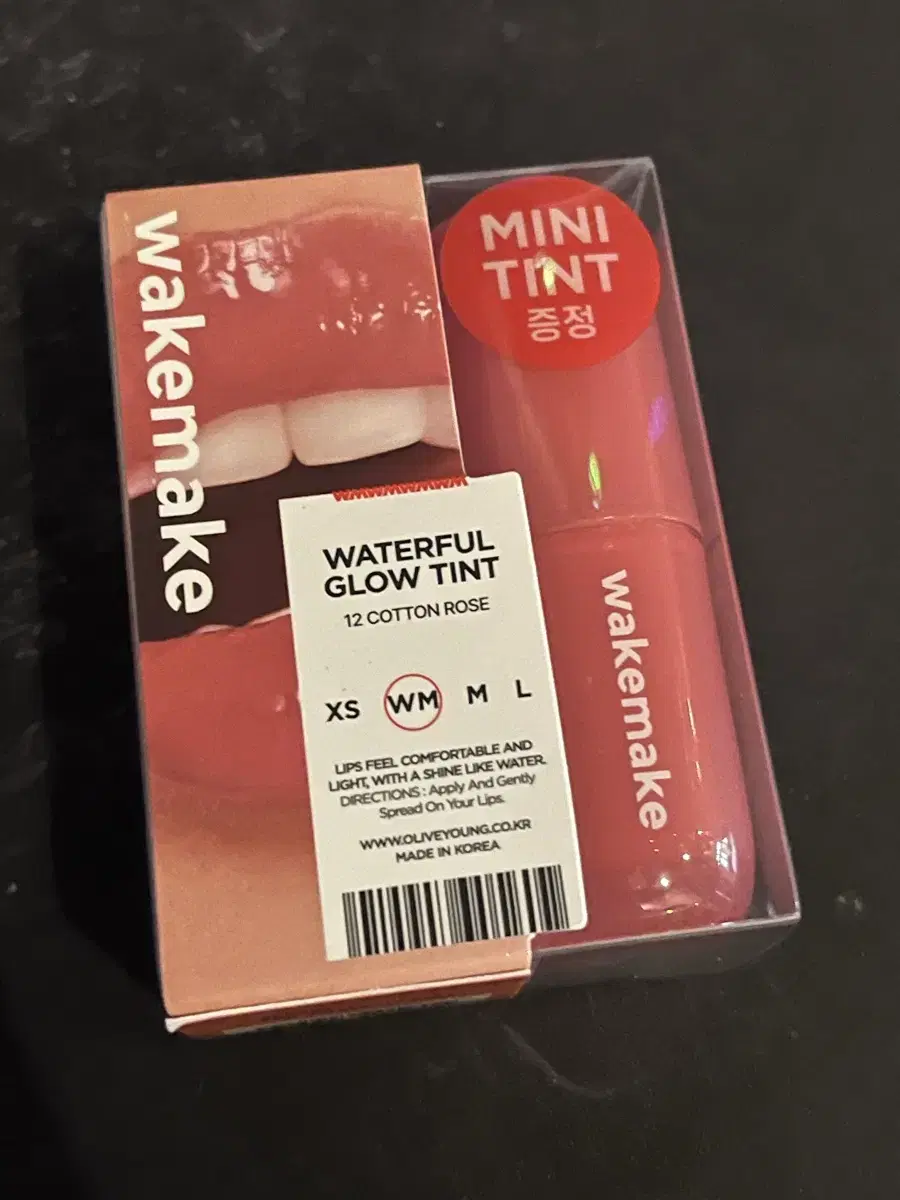 wakemake
MINI
TINT
증정
WMWMWMWM
WATERFUL
GLOW TINT
12 COTTON ROSE
XS WM M L
LIPS FEEL COMFORTABLE AND
LIGHT, WITH A SHINE LIKE WATER.
DIRECTIONS : Apply And Gently
Spread On Your Lips.
WWW.OLIVEYOUNG.CO.KR
MADE IN KOREA
wakemake